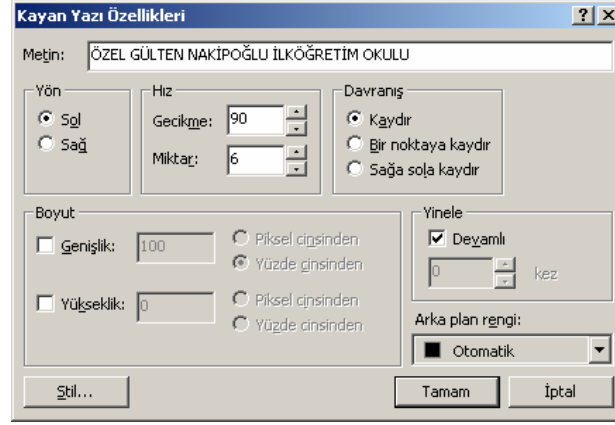 Kayan Yazı Özellikleri
Metin: ÖZEL GÜLTEN NAKİPOĞLU İLKÖĞRETİM OKULU
Yön
Sol
Sağ
Hız
Gecikme: 90
Miktar: 6
Davranış
Kaydır
Bir noktaya kaydır
Sağa sola kaydır
Boyut
Genişlik: 100
Piksel cinsinden
Yüzde cinsinden
Yükseklik: 0
Piksel cinsinden
Yüzde cinsinden
Yinele
Devamlı
0 kez
Arka plan rengi:
Otomatik
Stil...
Tamam
İptal